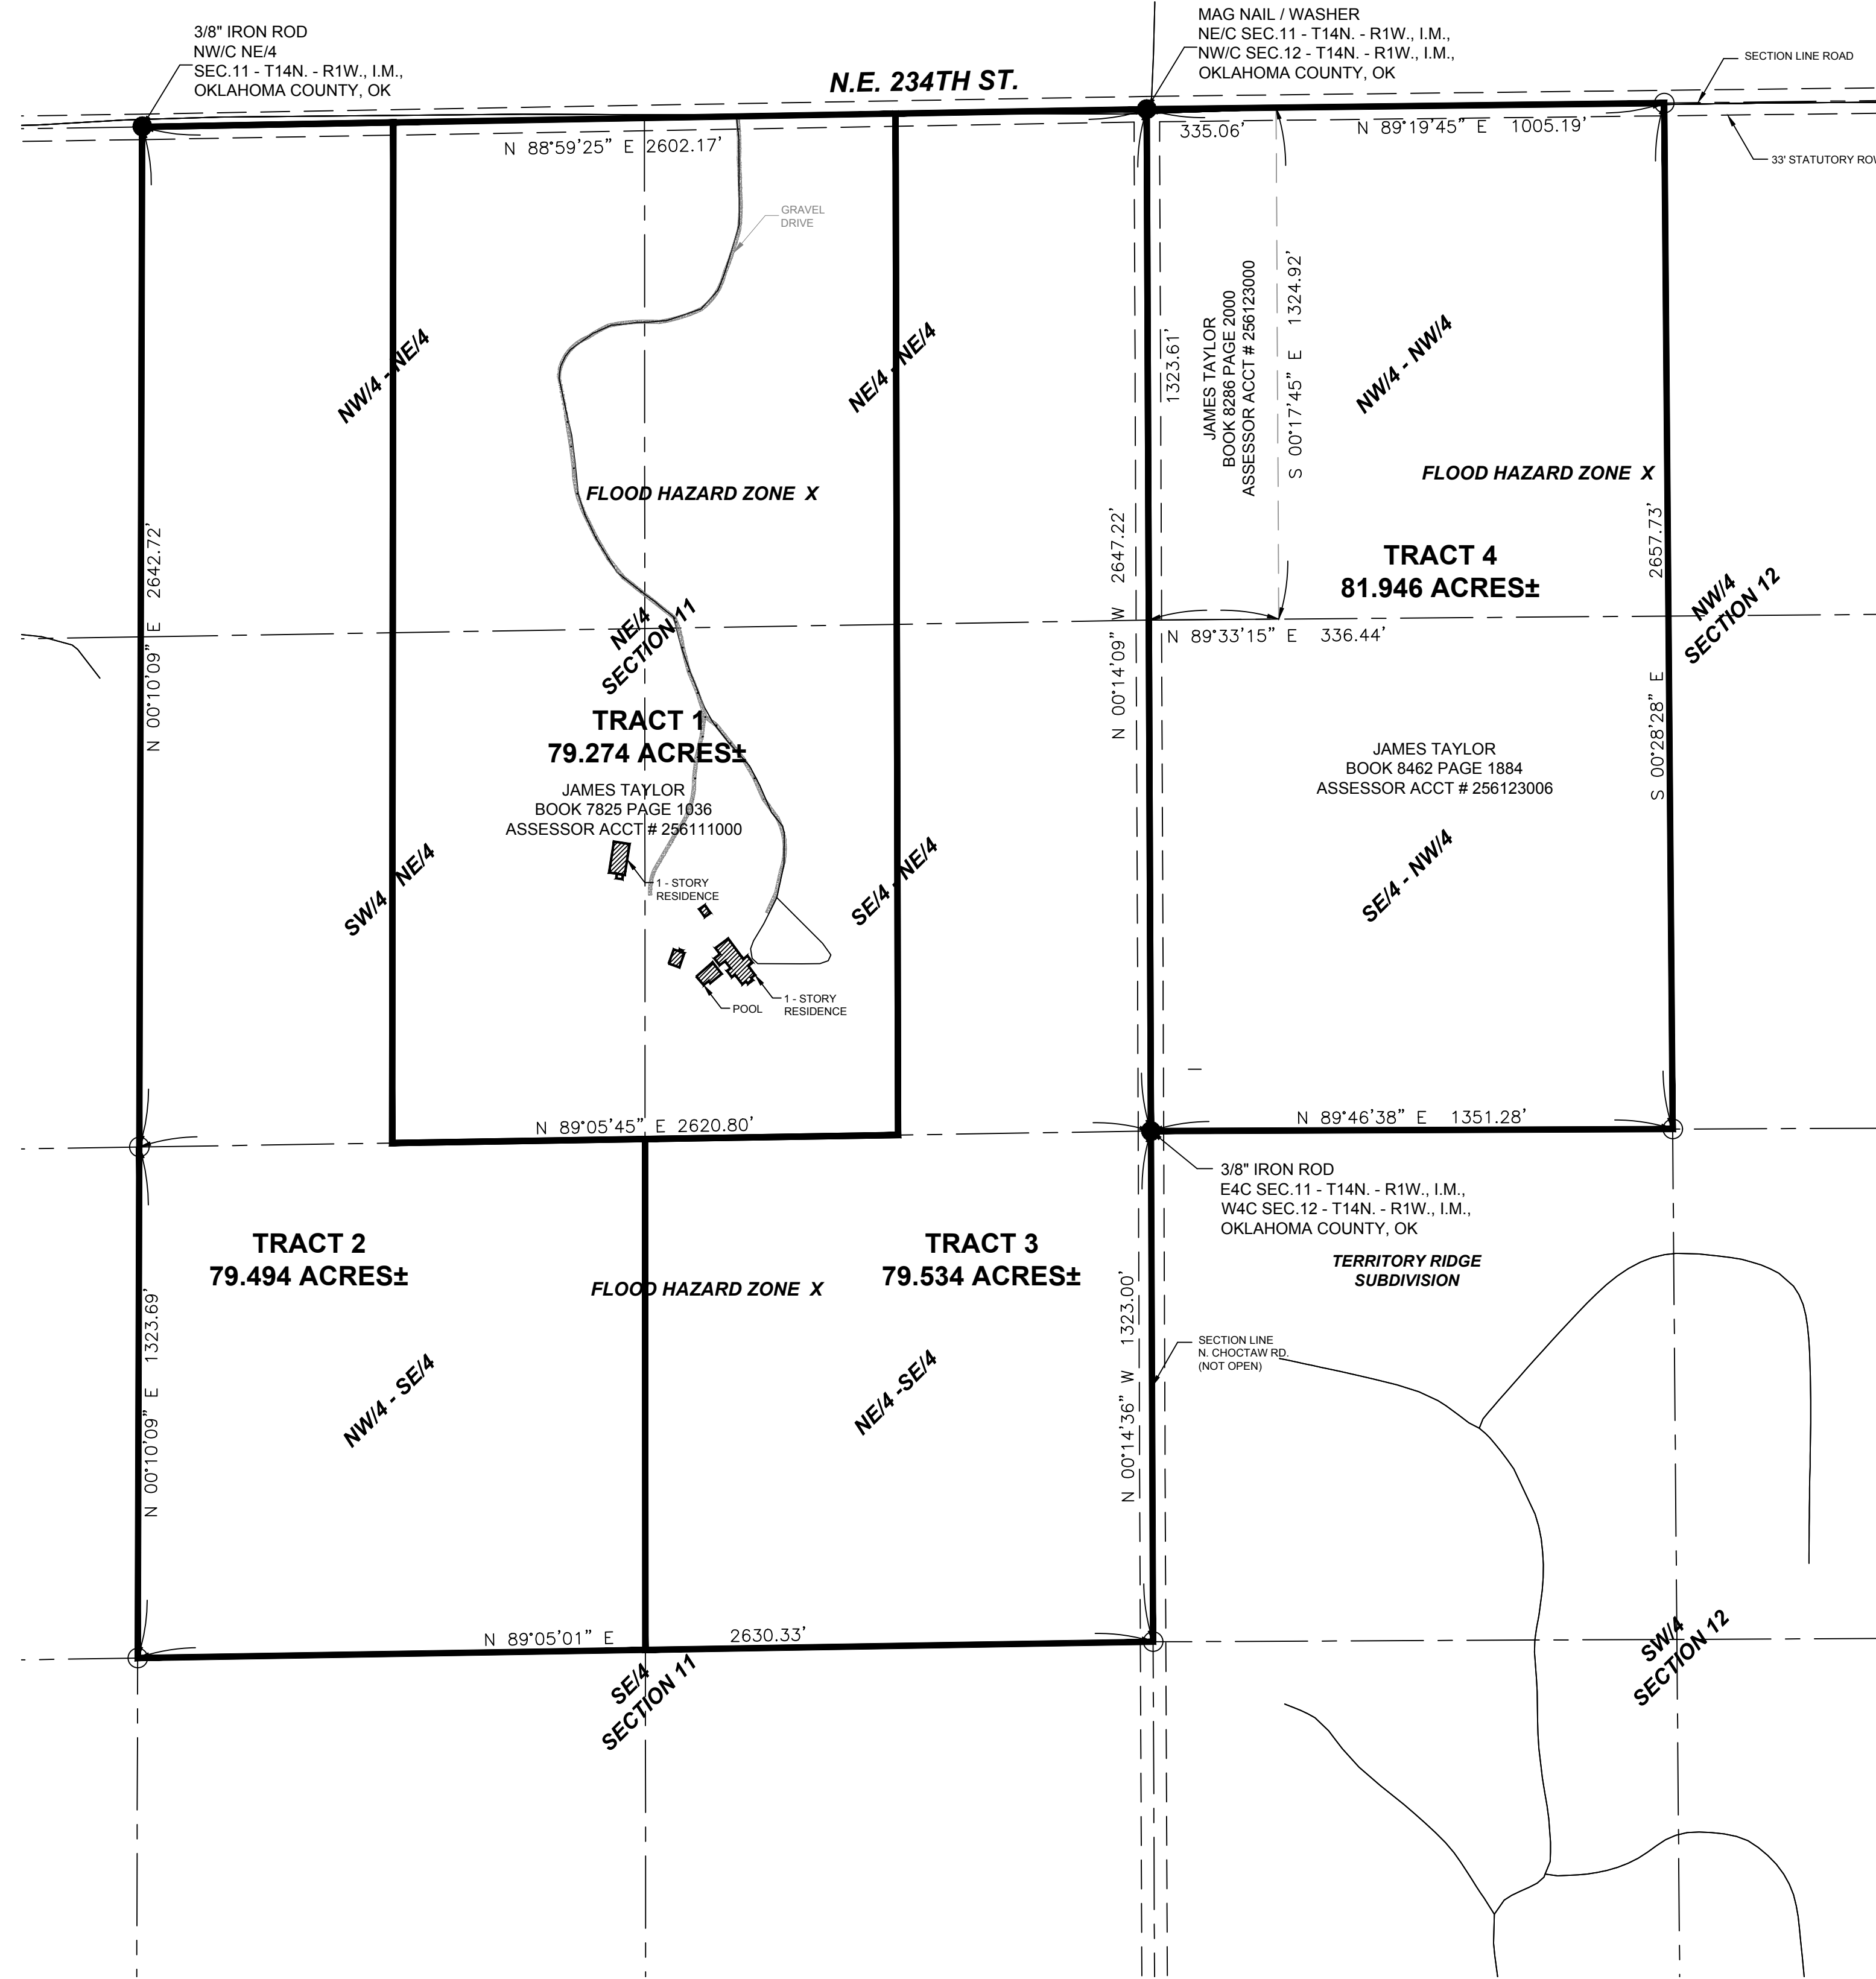 3/8" IRON ROD
NW/C NE/4
SEC.11 - T14N. - R1W., I.M.,
OKLAHOMA COUNTY, OK
N.E. 234TH ST.
MAG NAIL / WASHER
NE/C SEC.11 - T14N. - R1W., I.M.,
NW/C SEC.12 - T14N. - R1W., I.M.,
OKLAHOMA COUNTY, OK
SECTION LINE ROAD
N 88°59'25" E 2602.17'
335.06'
N 89°19'45" E 1005.19'
33' STATUTORY
GRAVEL
DRIVE
NW/4 - NE/4
NE/4 - NE/4
1323.61'
JAMES TAYLOR
BOOK 8286 PAGE 2000
ASSESSOR ACCT # 256123000
S 00°17'45" E 1324.92'
NW/4 - NW/4
FLOOD HAZARD ZONE X
FLOOD HAZARD ZONE X
N 00°10'09" E 2642.72'
N 00°14'09" W 2647.22'
TRACT 4
81.946 ACRES±
S 00°28'28" E 2657.73'
NW/4
SECTION 12
NE/4
SECTION 11
N 89°33'15" E 336.44'
TRACT 1
79.274 ACRES±
JAMES TAYLOR
BOOK 7825 PAGE 1036
ASSESSOR ACCT # 256111000
JAMES TAYLOR
BOOK 8462 PAGE 1884
ASSESSOR ACCT # 256123006
SW/4 - NE/4
1 - STORY
RESIDENCE
SE/4 - NE/4
SE/4 - NW/4
POOL
1 - STORY
RESIDENCE
N 89°05'45" E 2620.80'
N 89°46'38" E 1351.28'
3/8" IRON ROD
E4C SEC.11 - T14N. - R1W., I.M.,
W4C SEC.12 - T14N. - R1W., I.M.,
OKLAHOMA COUNTY, OK
TRACT 2
79.494 ACRES±
FLOOD HAZARD ZONE X
TRACT 3
79.534 ACRES±
TERRITORY RIDGE
SUBDIVISION
N 00°10'09" E 1323.69'
NW/4 - SE/4
NE/4 -SE/4
N 00°14'36" W 1323.00'
SECTION LINE
N. CHOCTAW RD.
(NOT OPEN)
N 89°05'01" E 2630.33'
SE/4
SECTION 11
SW/4
SECTION 12